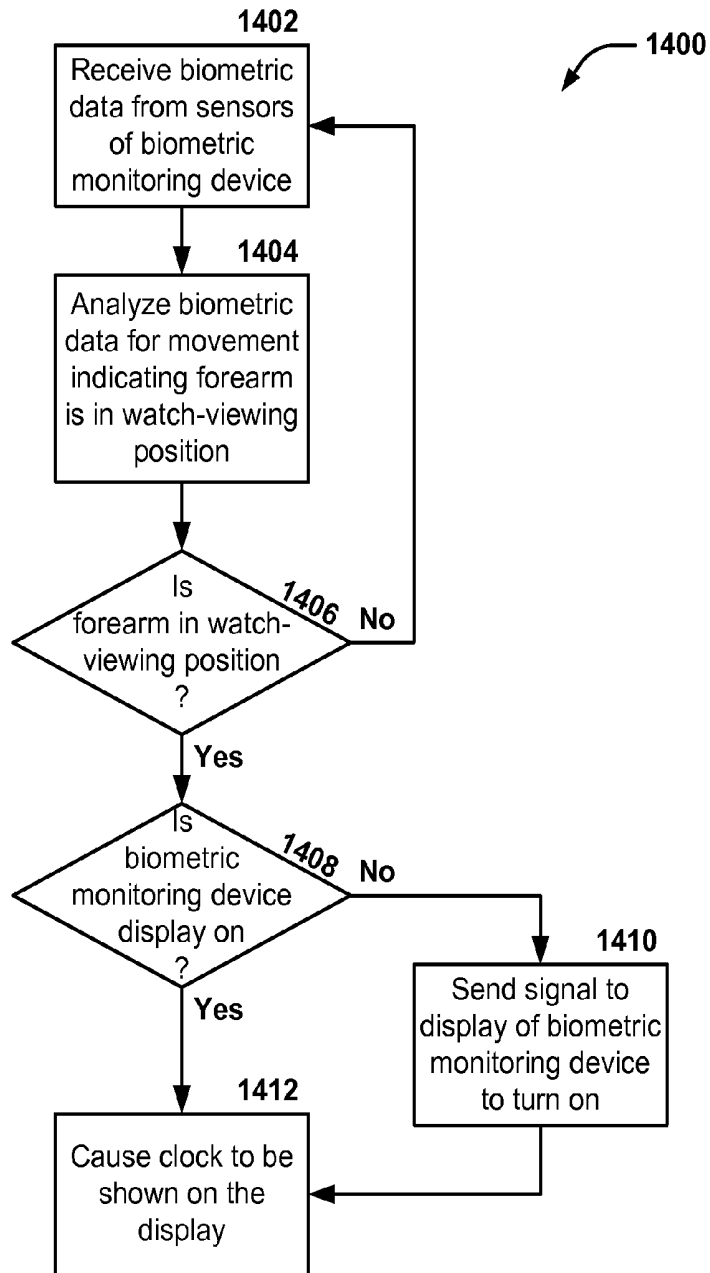 1402
1400
Receive biometric
data from sensors
of biometric
monitoring device
1404
Analyze biometric
data for movement
indicating forearm
is in watch-viewing
position
Is
forearm in watch-
viewing position
?
1406
No
Yes
Is
biometric
monitoring device
display on
?
1408
No
Yes
1410
Send signal to
display of biometric
monitoring device
to turn on
1412
Cause clock to be
shown on the
display